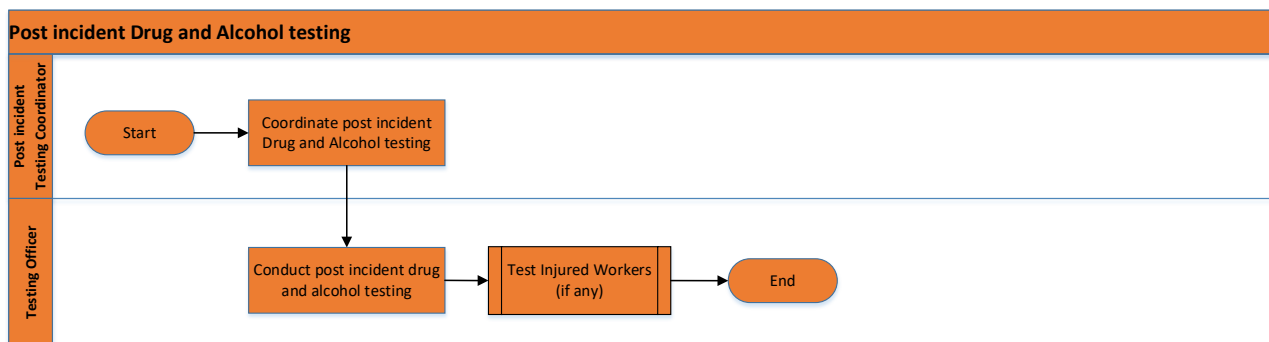 Post incident Drug and Alcohol testing
Post incident
Testing Coordinator
Start
Coordinate post incident
Drug and Alcohol testing
Testing Officer
Conduct post incident drug
and alcohol testing
Test Injured Workers
(if any)
End